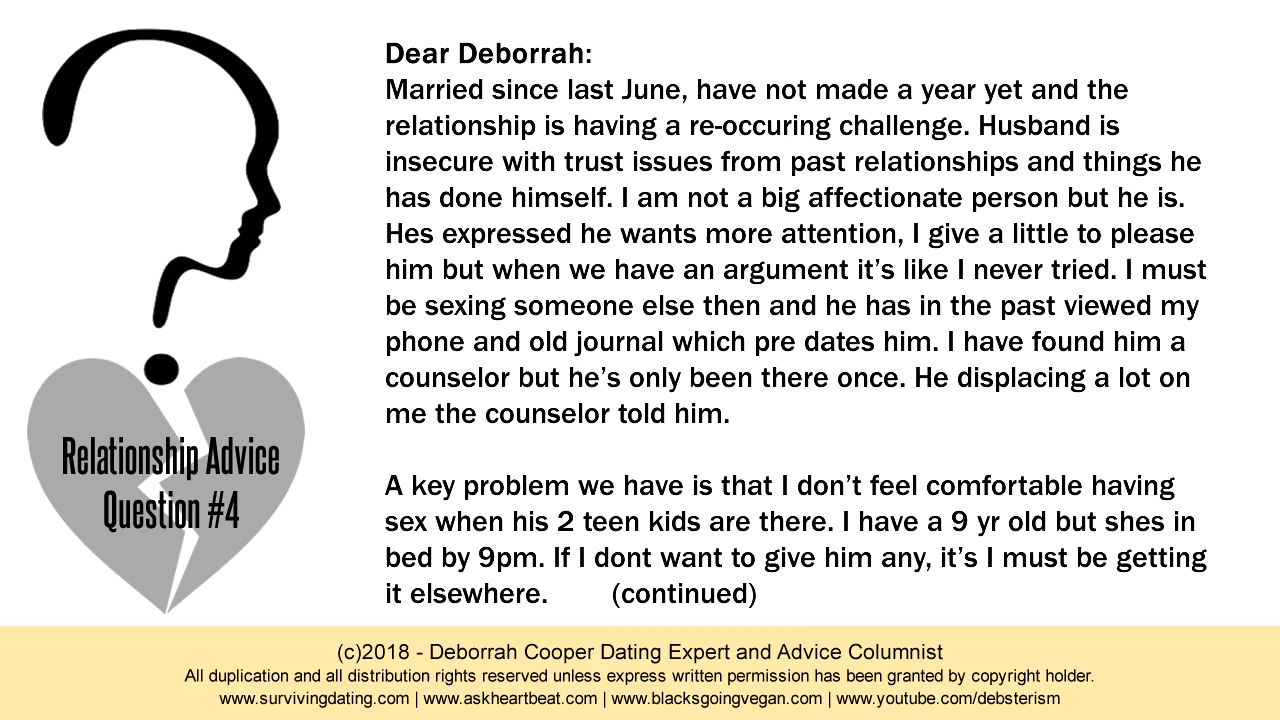 Dear Deborrah:
Married since last June, have not made a year yet and the
relationship is having a re-occuring challenge. Husband is
insecure with trust issues from past relationships and things he
has done himself. I am not a big affectionate person but he is.
Hes expressed he wants more attention, I give a little to please
him but when we have an argument it’s like I never tried. I must
be sexing someone else then and he has in the past viewed my
phone and old journal which pre dates him. I have found him a
counselor but he’s only been there once. He displacing a lot on
me the counselor told him.
A key problem we have is that I don’t feel comfortable having
sex when his 2 teen kids are there. I have a 9 yr old but shes in
bed by 9pm. If I dont want to give him any, it’s I must be getting
it elsewhere. (continued)
Relationship Advice
Question #4
(c)2018 - Deborrah Cooper Dating Expert and Advice Columnist
All duplication and all distribution rights reserved unless express written permission has been granted by copyright holder.
www.survivingdating.com | www.askheartbeat.com | www.blacksgoingvegan.com | www.youtube.com/debsterism